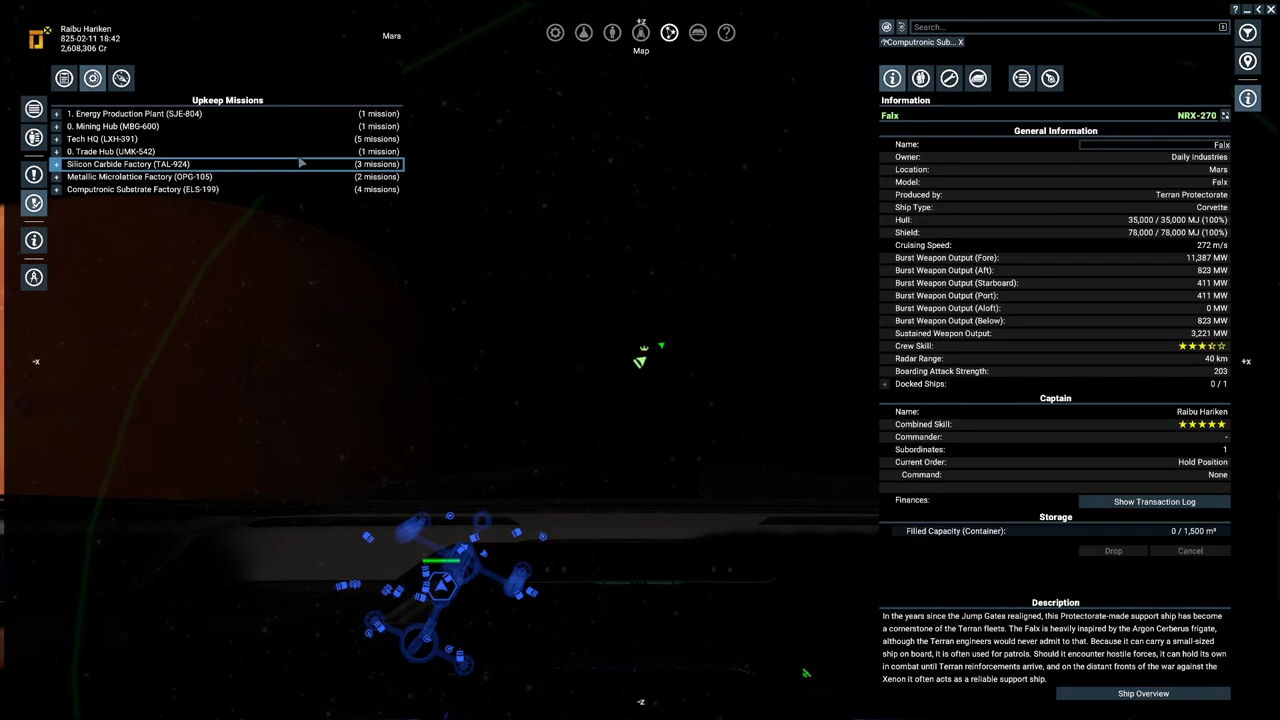 Raibu Hariken
825-02-11 18:42
2,608,306 Cr
Mars
+z
Map
Upkeep Missions
1. Energy Production Plant (SJE-804) (1 mission)
0. Mining Hub (MBG-600) (1 mission)
Tech HQ (LXH-391) (5 missions)
0. Trade Hub (UMK-542) (1 mission)
Silicon Carbide Factory (TAL-924) (3 missions)
Metallic Microlattice Factory (OPG-105) (2 missions)
Computronic Substrate Factory (ELS-199) (4 missions)
-x
+x
-z
Search...
Computronic Sub... X
Information
Falx NRX-270
General Information
Name: Falx
Owner: Daily Industries
Location: Mars
Model: Falx
Produced by: Terran Protectorate
Ship Type: Corvette
Hull: 35,000 / 35,000 MJ (100%)
Shield: 78,000 / 78,000 MJ (100%)
Cruising Speed: 272 m/s
Burst Weapon Output (Fore): 11,387 MW
Burst Weapon Output (Aft): 823 MW
Burst Weapon Output (Starboard): 411 MW
Burst Weapon Output (Port): 411 MW
Burst Weapon Output (Aloft): 0 MW
Burst Weapon Output (Below): 823 MW
Sustained Weapon Output: 3,221 MW
Crew Skill:
Radar Range: 40 km
Boarding Attack Strength: 203
Docked Ships: 0 / 1
Captain
Name: Raibu Hariken
Combined Skill:
Commander: -
Subordinates: 1
Current Order: Hold Position
Command: None
Finances: Show Transaction Log
Storage
Filled Capacity (Container): 0 / 1,500 m³
Drop Cancel
Description
In the years since the Jump Gates realigned, this Protectorate-made support ship has become
a cornerstone of the Terran fleets. The Falx is heavily inspired by the Argon Cerberus frigate,
although the Terran engineers would never admit to that. Because it can carry a small-sized
ship on board, it is often used for patrols. Should it encounter hostile forces, it can hold its own
in combat until Terran reinforcements arrive, and on the distant fronts of the war against the
Xenon it often acts as a reliable support ship.
Ship Overview